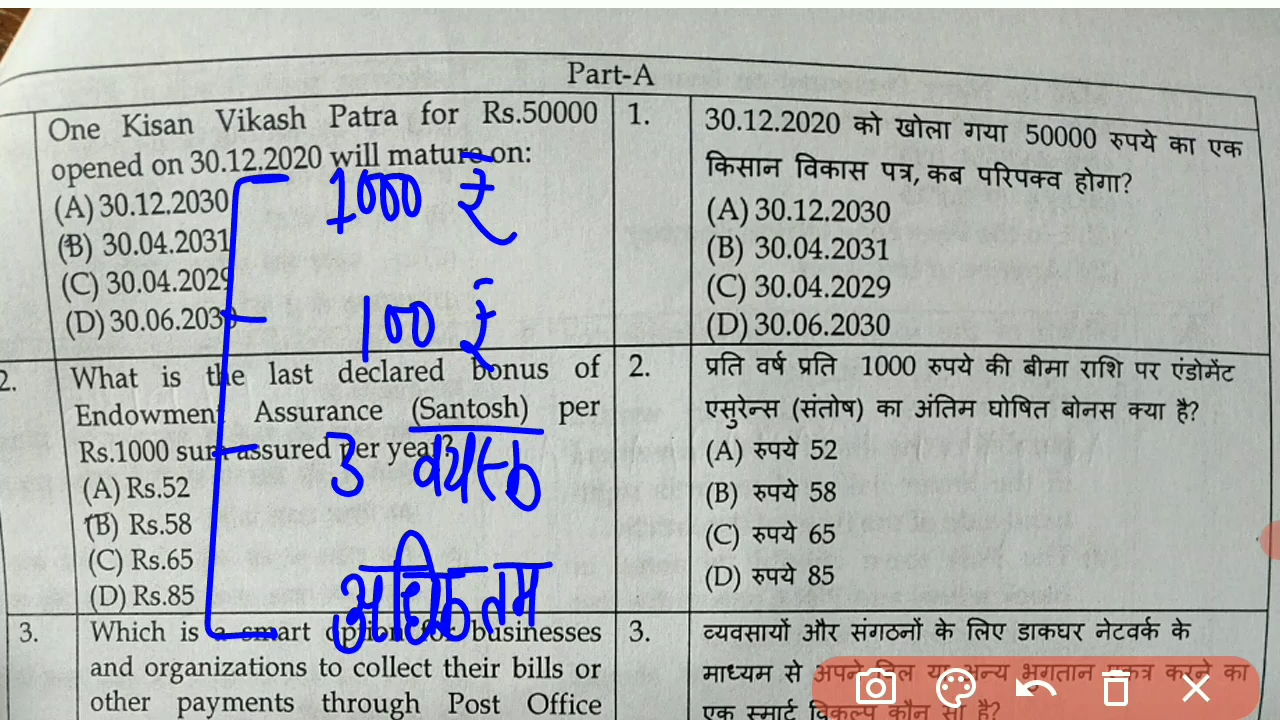 Part-A
One Kisan Vikash Patra for Rs.50000
opened on 30.12.2020 will mature on:
(A) 30.12.2030
(B) 30.04.2031
(C) 30.04.2029
(D) 30.06.2030
1.
30.12.2020 को खोला गया 50000 रुपये का एक
किसान विकास पत्र, कब परिपक्व होगा?
(A) 30.12.2030
(B) 30.04.2031
(C) 30.04.2029
(D) 30.06.2030
1000 ₹
100 ₹
3 वयस्क
अधिकतम
2.
What is the last declared bonus of
Endowment Assurance (Santosh) per
Rs.1000 sum assured per year?
(A) Rs.52
(B) Rs.58
(C) Rs.65
(D) Rs.85
2.
प्रति वर्ष प्रति 1000 रुपये की बीमा राशि पर एंडोमेंट
एसुरेन्स (संतोष) का अंतिम घोषित बोनस क्या है?
(A) रुपये 52
(B) रुपये 58
(C) रुपये 65
(D) रुपये 85
3.
Which is a smart option for businesses
and organizations to collect their bills or
other payments through Post Office
3.
व्यवसायों और संगठनों के लिए डाकघर नेटवर्क के
माध्यम से अपने बिल या अन्य भुगतान एकत्र करने का
एक स्मार्ट विकल्प कौन सा है?